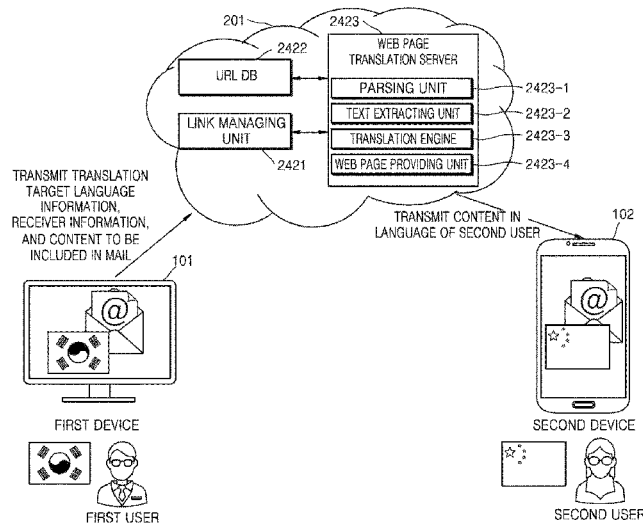 201
2423
2422
WEB PAGE
TRANSLATION SERVER
URL DB
PARSING UNIT
2423-1
TEXT EXTRACTING UNIT
2423-2
LINK MANAGING
UNIT
TRANSLATION ENGINE
2423-3
WEB PAGE PROVIDING UNIT
2423-4
2421
TRANSMIT TRANSLATION
TARGET LANGUAGE
INFORMATION,
RECEIVER INFORMATION,
AND CONTENT TO BE
INCLUDED IN MAIL
TRANSMIT CONTENT IN
LANGUAGE OF SECOND USER
102
101
@
@
FIRST DEVICE
SECOND DEVICE
FIRST USER
SECOND USER